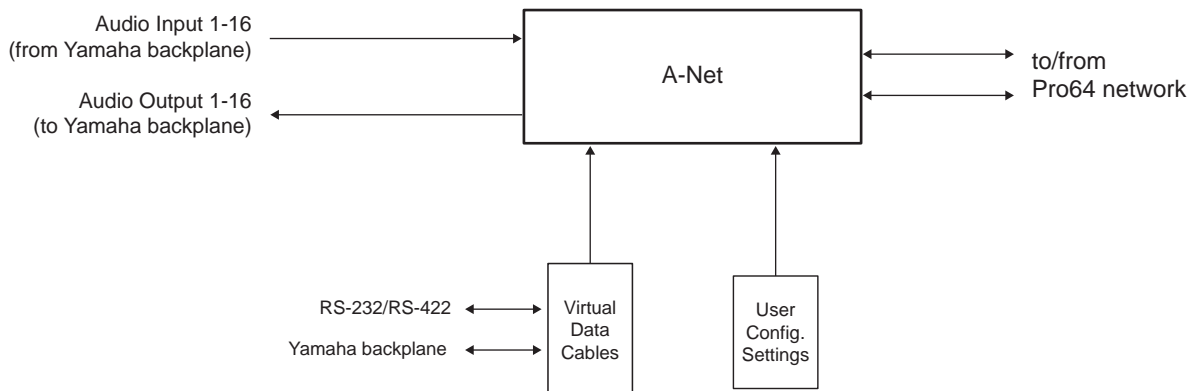 Audio Input 1-16
(from Yamaha backplane)
Audio Output 1-16
(to Yamaha backplane)
A-Net
to/from
Pro64 network
RS-232/RS-422
Yamaha backplane
Virtual
Data
Cables
User
Config.
Settings